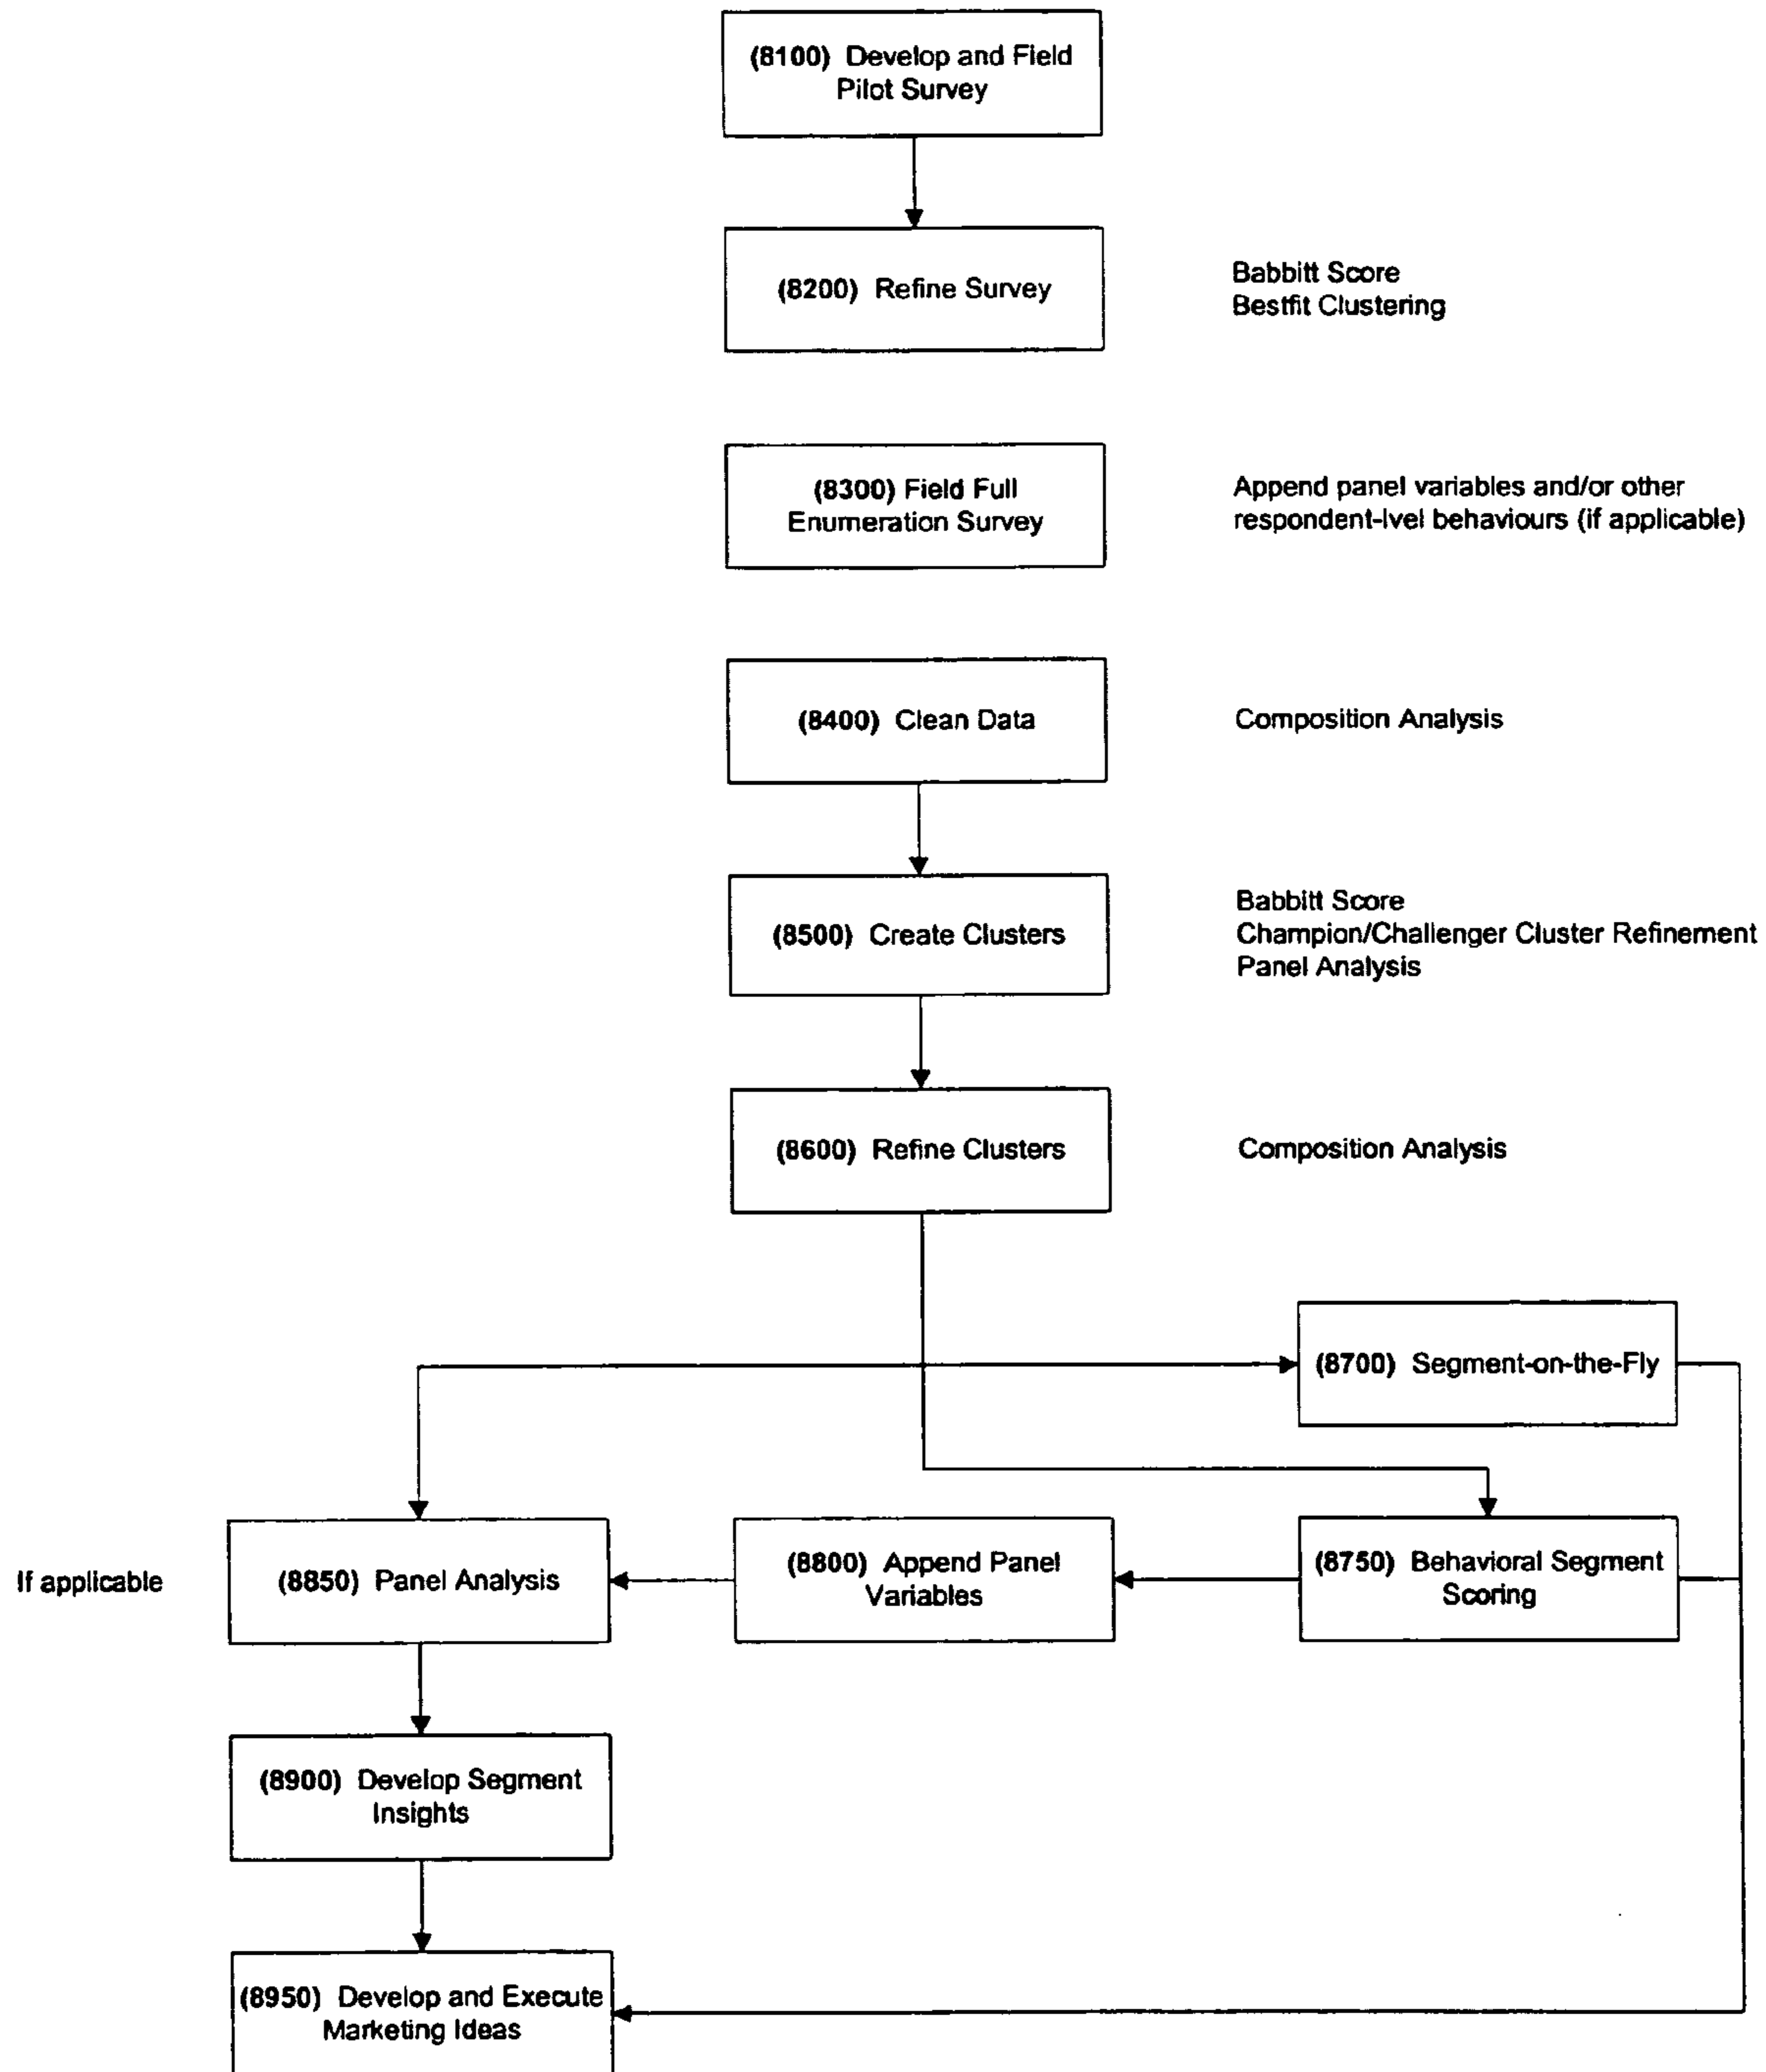 (8100) Develop and Field
Pilot Survey
(8200) Refine Survey
Babbitt Score
Bestfit Clustering
(8300) Field Full
Enumeration Survey
Append panel variables and/or other
respondent-lvel behaviours (if applicable)
(8400) Clean Data
Composition Analysis
(8500) Create Clusters
Babbitt Score
Champion/Challenger Cluster Refinement
Panel Analysis
(8600) Refine Clusters
Composition Analysis
(8700) Segment-on-the-Fly
If applicable
(8850) Panel Analysis
(8800) Append Panel
Variables
(8750) Behavioral Segment
Scoring
(8900) Develop Segment
Insights
(8950) Develop and Execute
Marketing Ideas